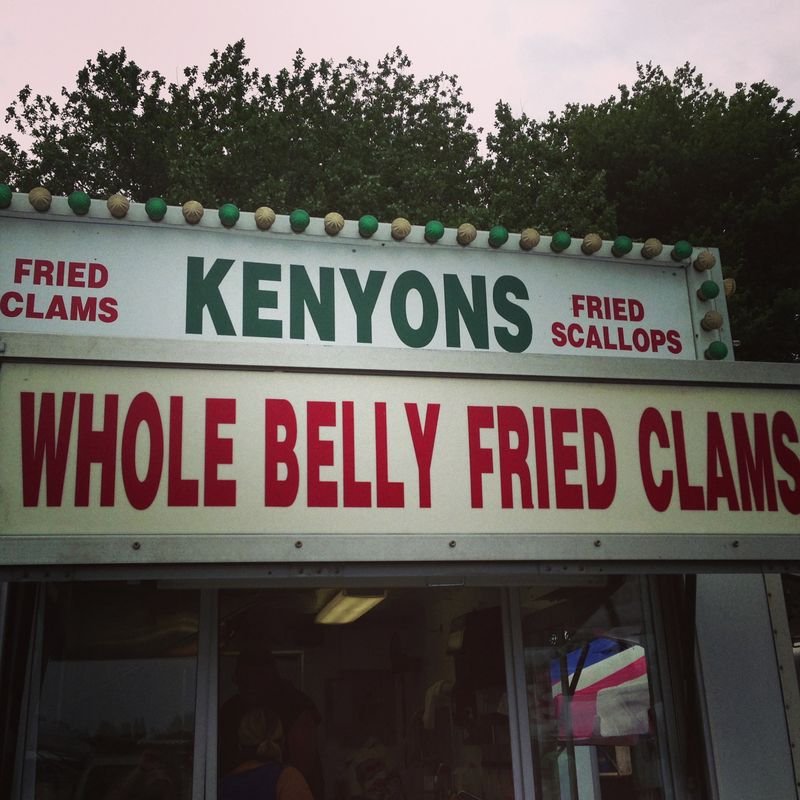 FRIED
CLAMS
KENYONS
FRIED
SCALLOPS
WHOLE BELLY FRIED CLAMS